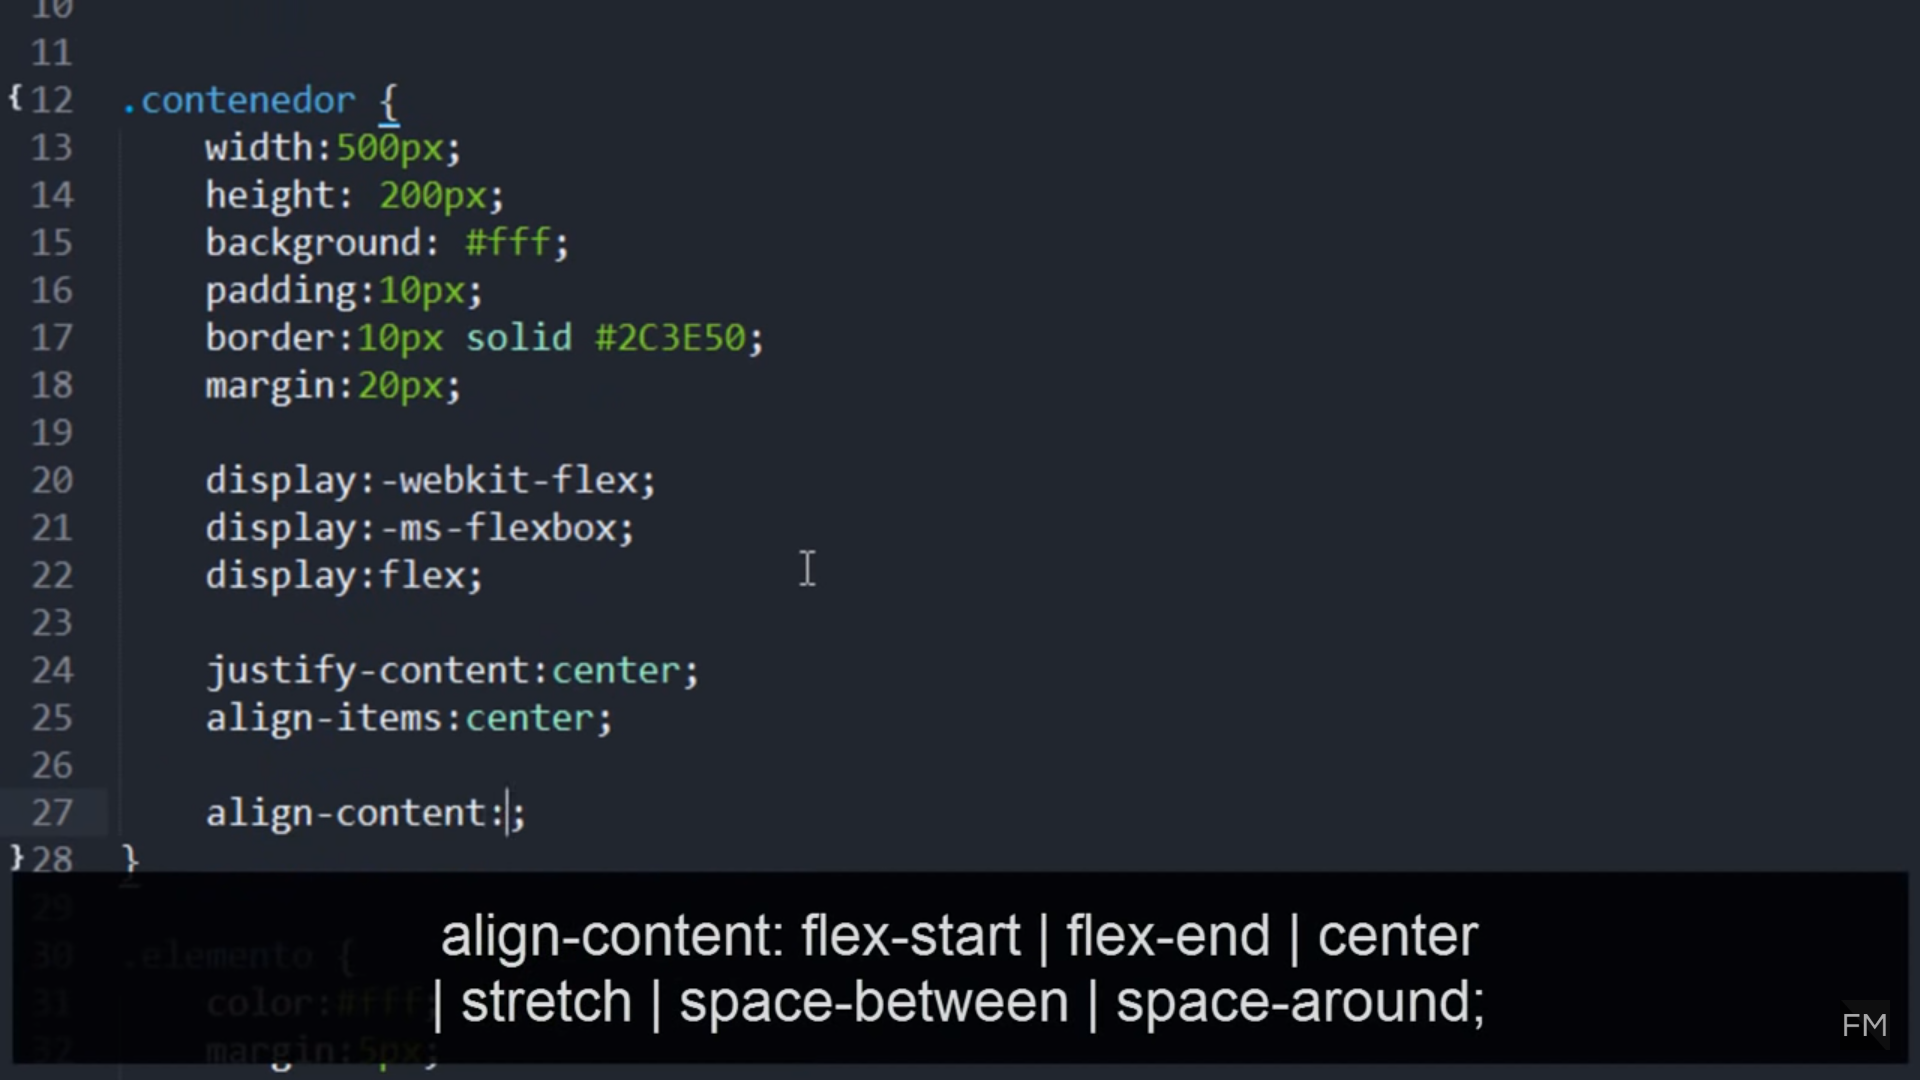 10
11
{12 .contenedor {
13 width:500px;
14 height: 200px;
15 background: #fff;
16 padding:10px;
17 border:10px solid #2C3E50;
18 margin:20px;
19
20 display:-webkit-flex;
21 display:-ms-flexbox;
22 display:flex;
23
24 justify-content:center;
25 align-items:center;
26
27 align-content:;
}28 }
29
30 .elemento {
31 color:#fff;
32 margin:5px;
align-content: flex-start | flex-end | center
| stretch | space-between | space-around;
FM